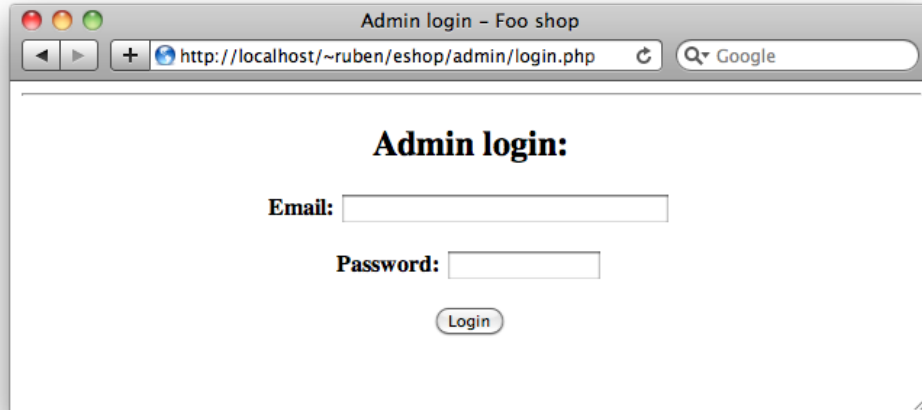 Admin login – Foo shop
http://localhost/~ruben/eshop/admin/login.php
Google
Admin login:
Email:
Password:
Login